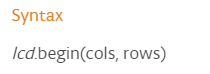 Syntax
lcd.begin(cols, rows)